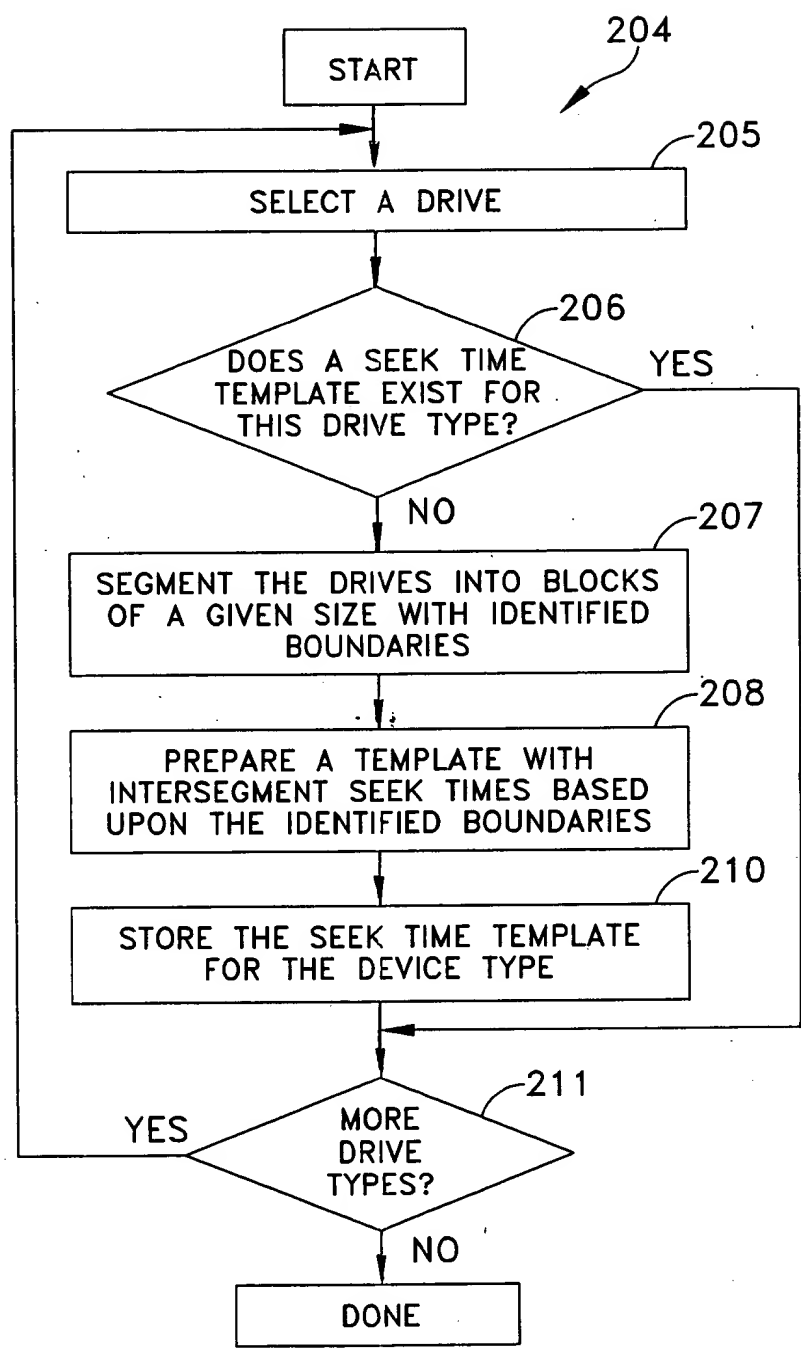 204
START
205
SELECT A DRIVE
206
DOES A SEEK TIME
TEMPLATE EXIST FOR
THIS DRIVE TYPE?
YES
NO
207
SEGMENT THE DRIVES INTO BLOCKS
OF A GIVEN SIZE WITH IDENTIFIED
BOUNDARIES
208
PREPARE A TEMPLATE WITH
INTERSEGMENT SEEK TIMES BASED
UPON THE IDENTIFIED BOUNDARIES
210
STORE THE SEEK TIME TEMPLATE
FOR THE DEVICE TYPE
211
YES
MORE
DRIVE
TYPES?
NO
DONE